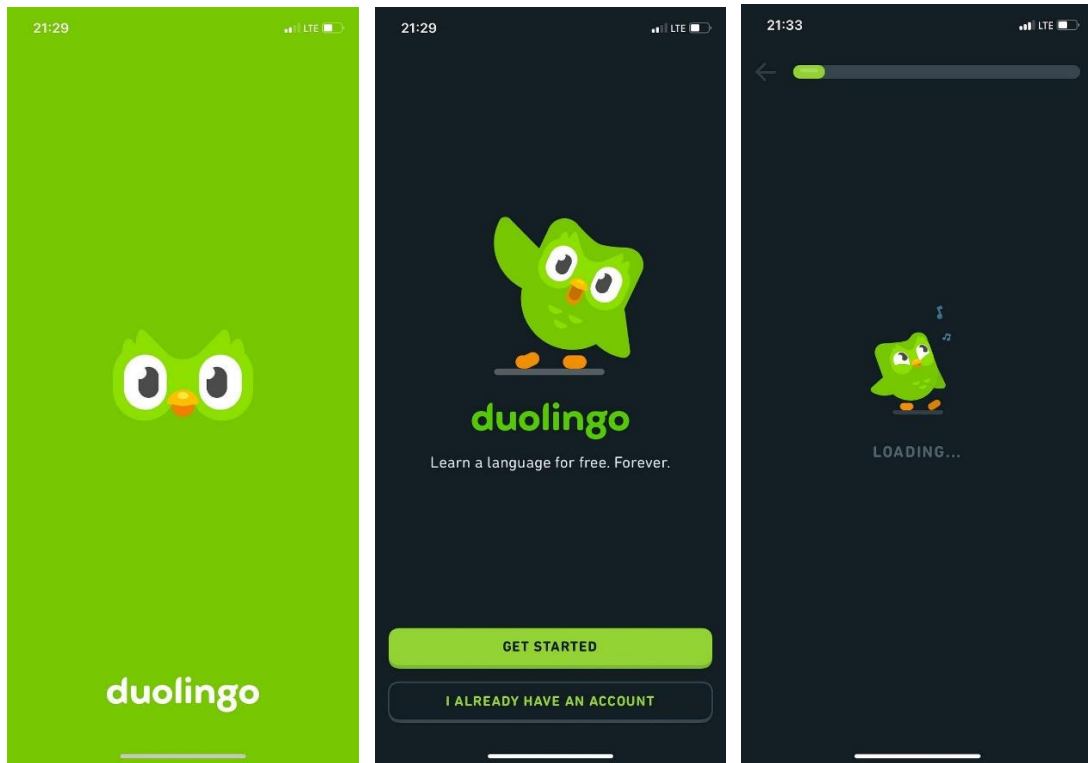 21:29
LTE
duolingo
21:29
LTE
duolingo
Learn a language for free. Forever.
GET STARTED
I ALREADY HAVE AN ACCOUNT
21:33
LTE
LOADING...